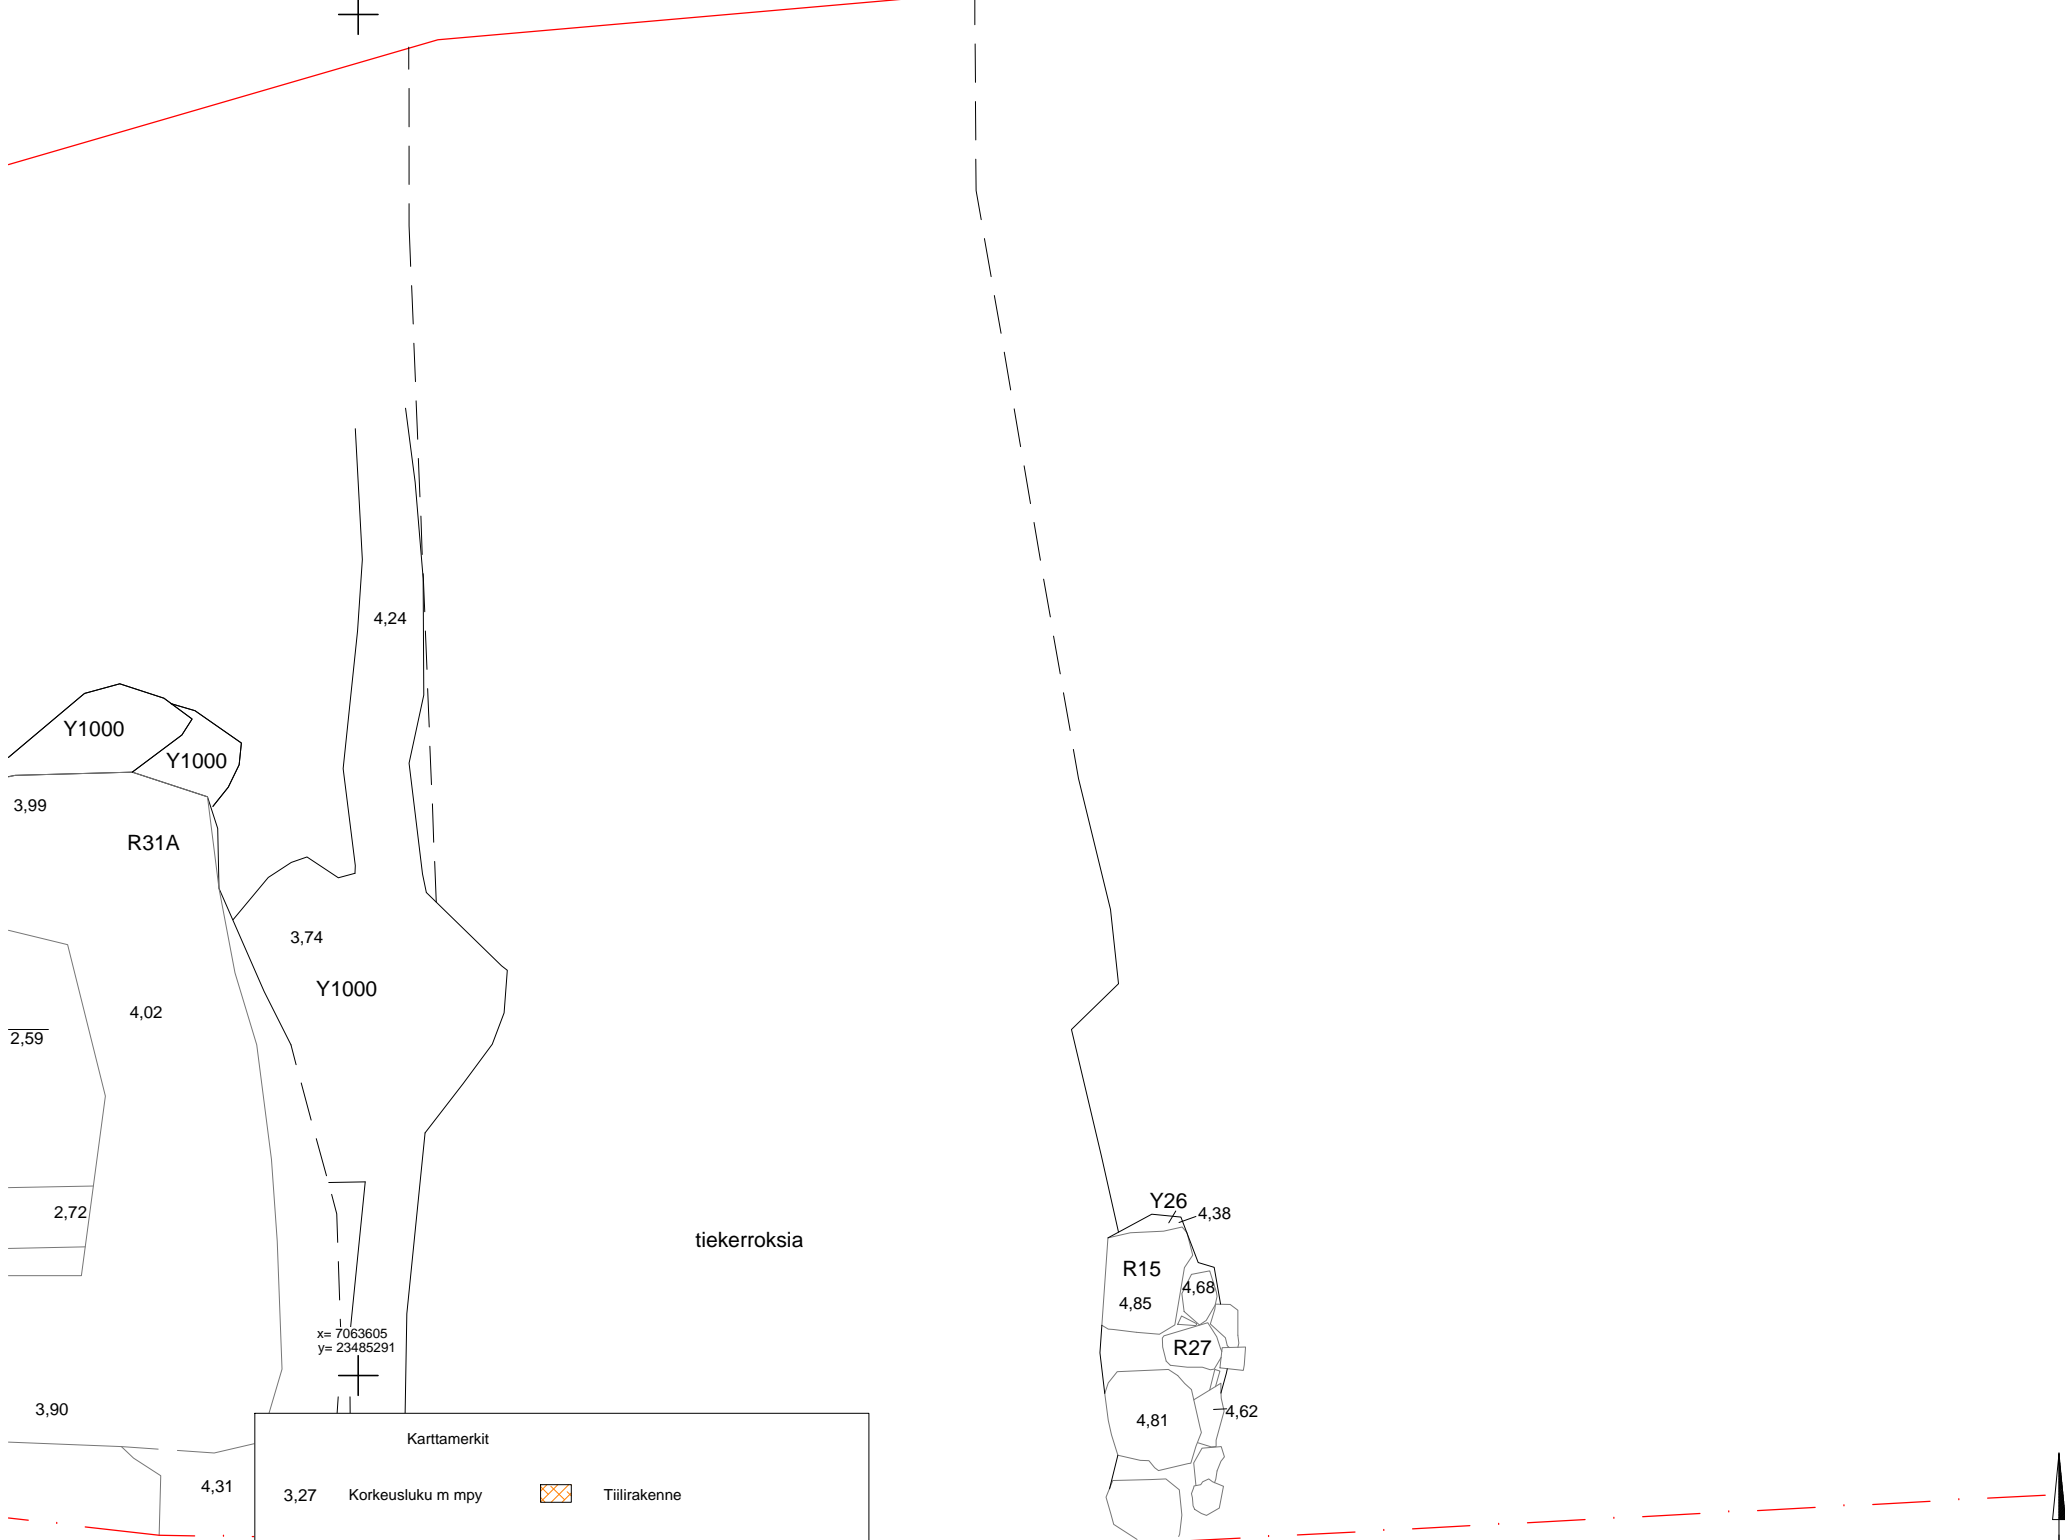 4,24
Y1000
Y1000
3,99
R31A
3,74
Y1000
4,02
2,59
Y26
4,38
2,72
tiekerroksia
R15
4,68
4,85
x= 7063605
y= 23485291
R27
3,90
4,81
4,62
Karttamerkit
4,31
3,27 Korkeusluku m mpy Tiilirakenne